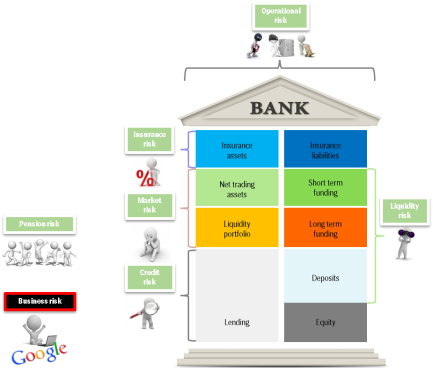 Operational
risk
BANK
Insurance
risk
Insurance
assets
Insurance
liabilities
%
Market
risk
Net trading
assets
Short term
funding
Liquidity
risk
Liquidity
portfolio
Long term
funding
Pension risk
Credit
risk
Deposits
Business risk
Lending
Equity
Google